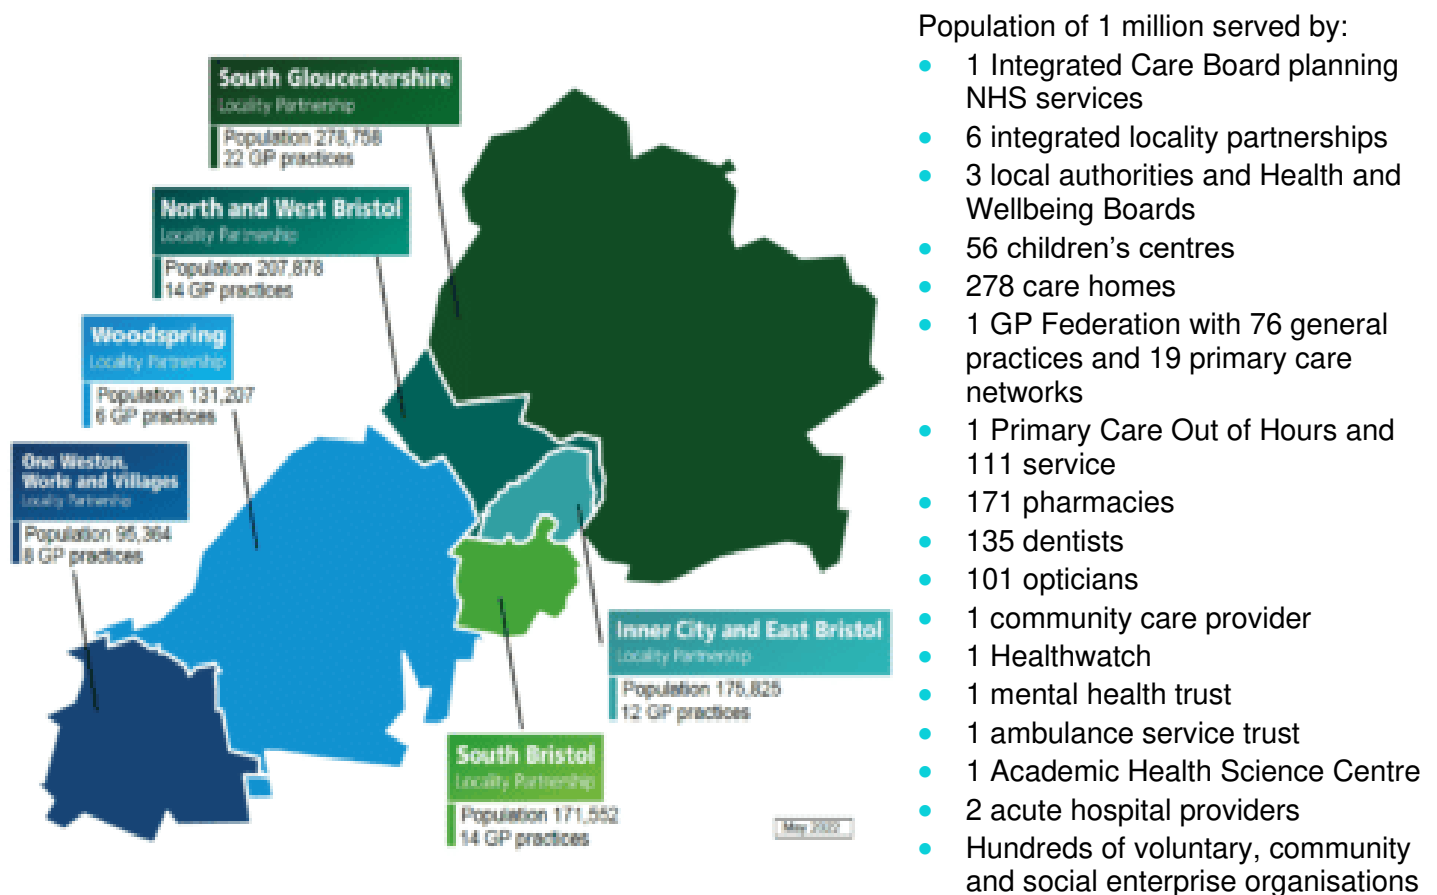 South Gloucestershire
Locality Partnership
Population 278,758
22 GP practices
North and West Bristol
Locality Partnership
Population 207,878
14 GP practices
Woodspring
Locality Partnership
Population 131,207
6 GP practices
One Weston,
Worle and Villages
Locality Partnership
Population 95,364
8 GP practices
Inner City and East Bristol
Locality Partnership
Population 175,825
12 GP practices
South Bristol
Locality Partnership
Population 171,552
14 GP practices
May 2022
Population of 1 million served by:
• 1 Integrated Care Board planning
NHS services
• 6 integrated locality partnerships
• 3 local authorities and Health and
Wellbeing Boards
• 56 children’s centres
• 278 care homes
• 1 GP Federation with 76 general
practices and 19 primary care
networks
• 1 Primary Care Out of Hours and
111 service
• 171 pharmacies
• 135 dentists
• 101 opticians
• 1 community care provider
• 1 Healthwatch
• 1 mental health trust
• 1 ambulance service trust
• 1 Academic Health Science Centre
• 2 acute hospital providers
• Hundreds of voluntary, community
and social enterprise organisations